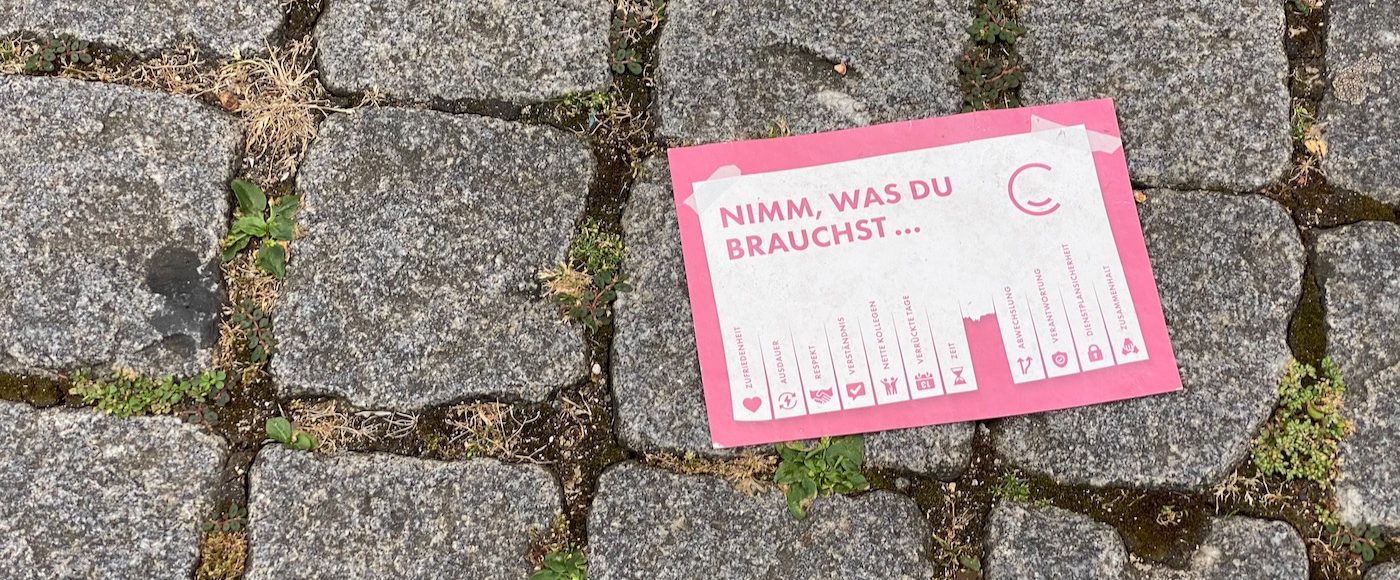 NIMM, WAS DU
BRAUCHST ...
ZUFRIEDENHEIT
AUSDAUER
RESPEKT
VERSTÄNDNIS
NETTE KOLLEGEN
VERRÜCKTE TAGE
ZEIT
ABWECHSLUNG
VERANTWORTUNG
DIENSTPLANSICHERHEIT
ZUSAMMENHALT